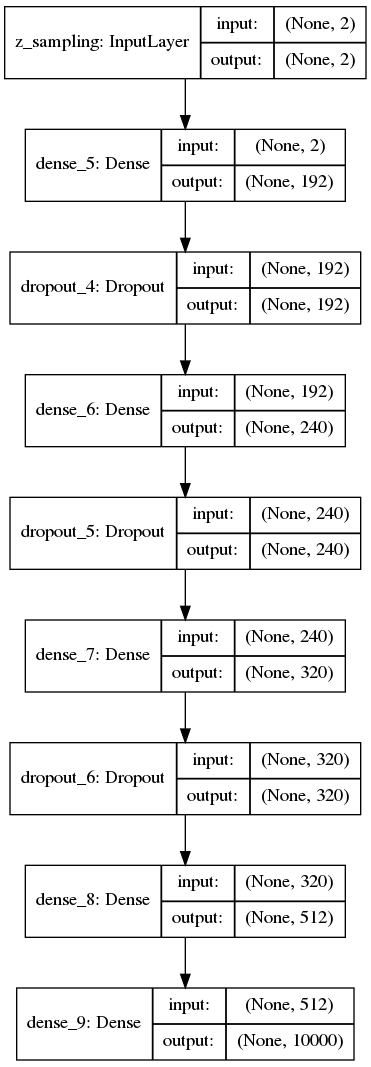 z_sampling: InputLayer
input: (None, 2)
output: (None, 2)
dense_5: Dense
input: (None, 2)
output: (None, 192)
dropout_4: Dropout
input: (None, 192)
output: (None, 192)
dense_6: Dense
input: (None, 192)
output: (None, 240)
dropout_5: Dropout
input: (None, 240)
output: (None, 240)
dense_7: Dense
input: (None, 240)
output: (None, 320)
dropout_6: Dropout
input: (None, 320)
output: (None, 320)
dense_8: Dense
input: (None, 320)
output: (None, 512)
dense_9: Dense
input: (None, 512)
output: (None, 10000)